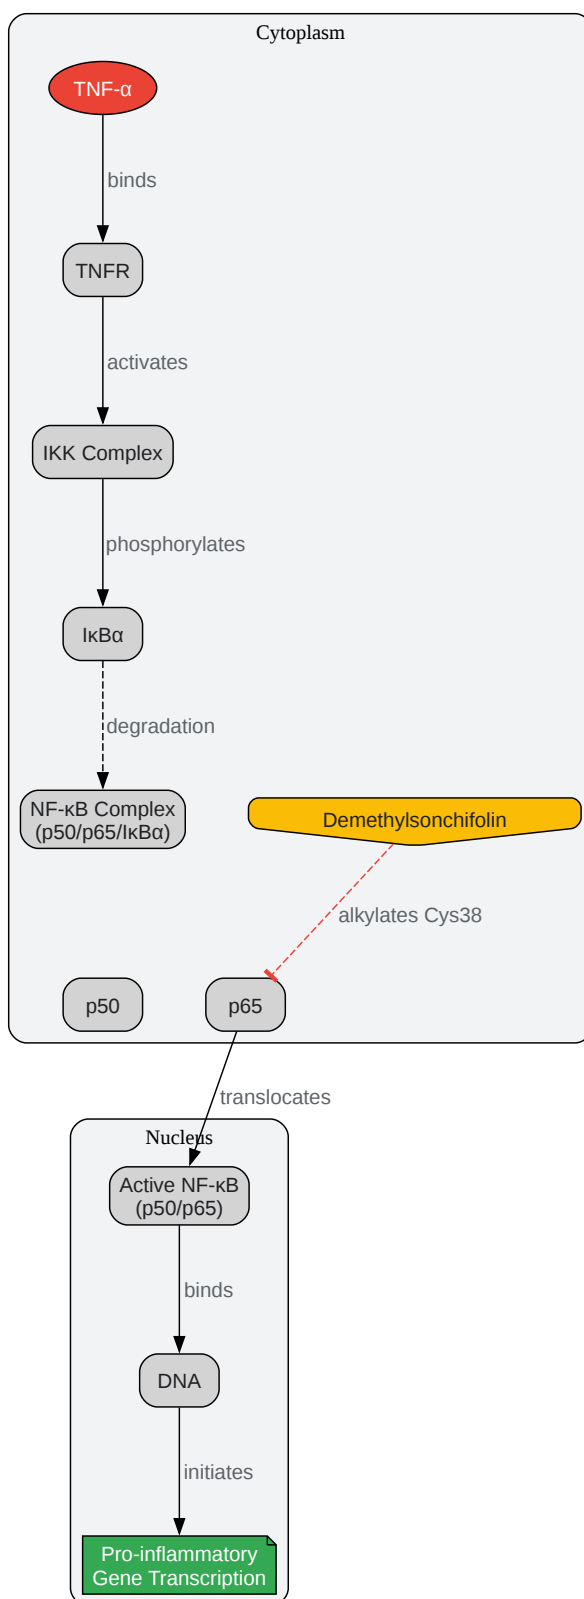 Cytoplasm
TNF-α
binds
TNFR
activates
IKK Complex
phosphorylates
IκBα
degradation
NF-κB Complex
(p50/p65/IκBα)
Demethylsonchifolin
alkylates Cys38
p50
p65
translocates
Nucleus
Active NF-κB
(p50/p65)
binds
DNA
initiates
Pro-inflammatory
Gene Transcription